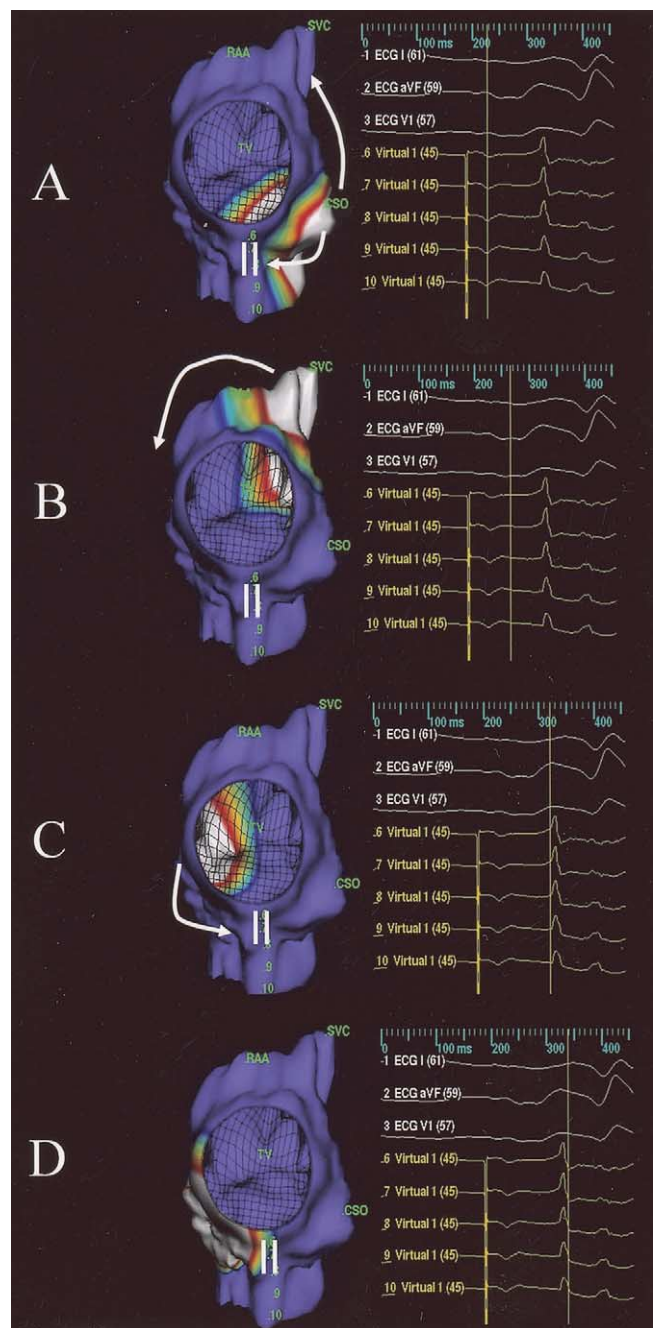 A
.SVC
.RAA
TV
CSO
.6
.9
.10
0 100 ms 200 300 400
-1 ECG I (61)
2 ECG aVF (59)
3 ECG V1 (57)
.6 Virtual 1 (45)
.7 Virtual 1 (45)
.8 Virtual 1 (45)
9 Virtual 1 (45)
10 Virtual 1 (45)
B
SVC
CSO
.6
.9
.10
0 100 ms 200 300 400
-1 ECG I (61)
2 ECG aVF (59)
3 ECG V1 (57)
.6 Virtual 1 (45)
.7 Virtual 1 (45)
.8 Virtual 1 (45)
9 Virtual 1 (45)
10 Virtual 1 (45)
C
.SVC
.RAA
TV
.CSO
.9
10
0 100 ms 200 300 400
-1 ECG I (61)
2 ECG aVF (59)
3 ECG V1 (57)
.6 Virtual 1 (45)
.7 Virtual 1 (45)
.8 Virtual 1 (45)
9 Virtual 1 (45)
10 Virtual 1 (45)
D
.SVC
.RAA
TV
.CSO
.9
.10
0 100 ms 200 300 400
-1 ECG I (61)
2 ECG aVF (59)
3 ECG V1 (57)
.6 Virtual 1 (45)
.7 Virtual 1 (45)
.8 Virtual 1 (45)
9 Virtual 1 (45)
10 Virtual 1 (45)